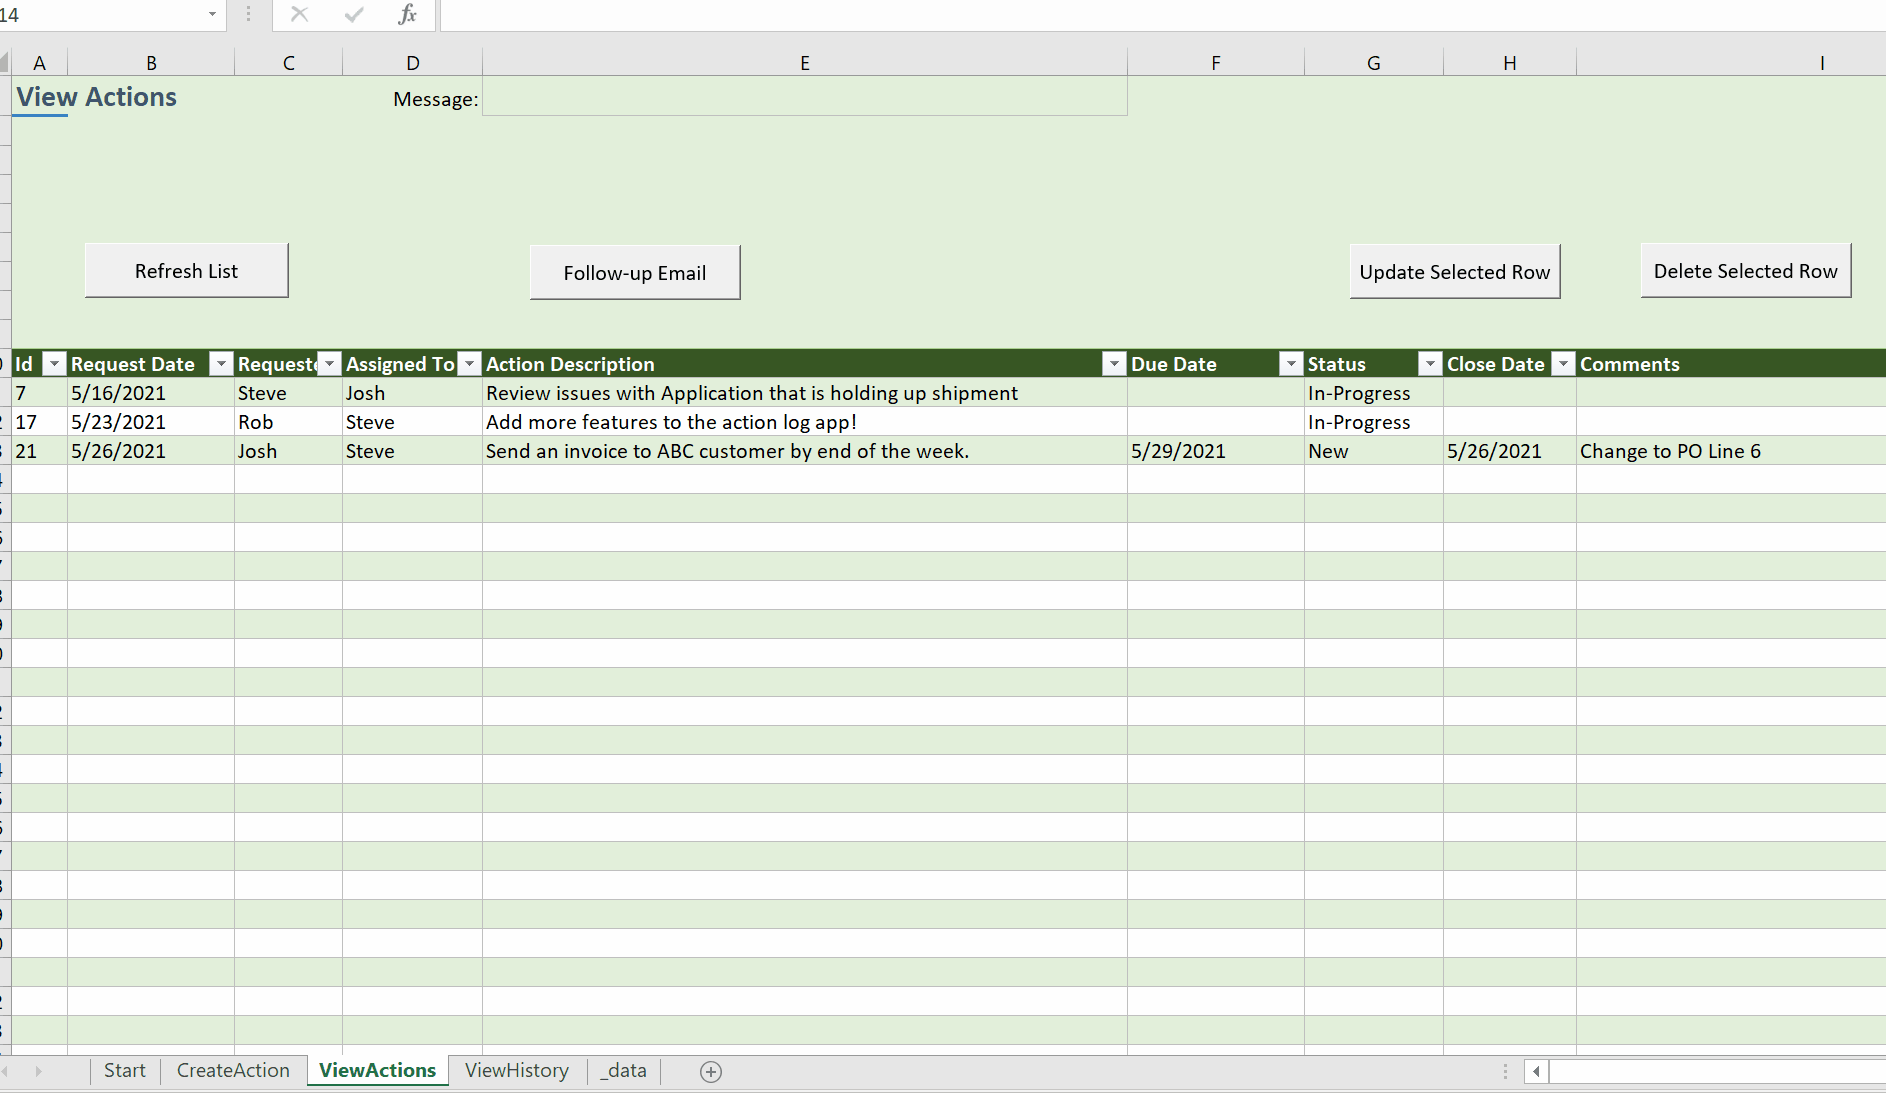 14 fx
A B C D E F G H I
View Actions Message:
Refresh List Follow-up Email Update Selected Row Delete Selected Row
Id Request Date Requeste Assigned To Action Description Due Date Status Close Date Comments
7 5/16/2021 Steve Josh Review issues with Application that is holding up shipment In-Progress
17 5/23/2021 Rob Steve Add more features to the action log app! In-Progress
21 5/26/2021 Josh Steve Send an invoice to ABC customer by end of the week. 5/29/2021 New 5/26/2021 Change to PO Line 6
Start CreateAction ViewActions ViewHistory _data